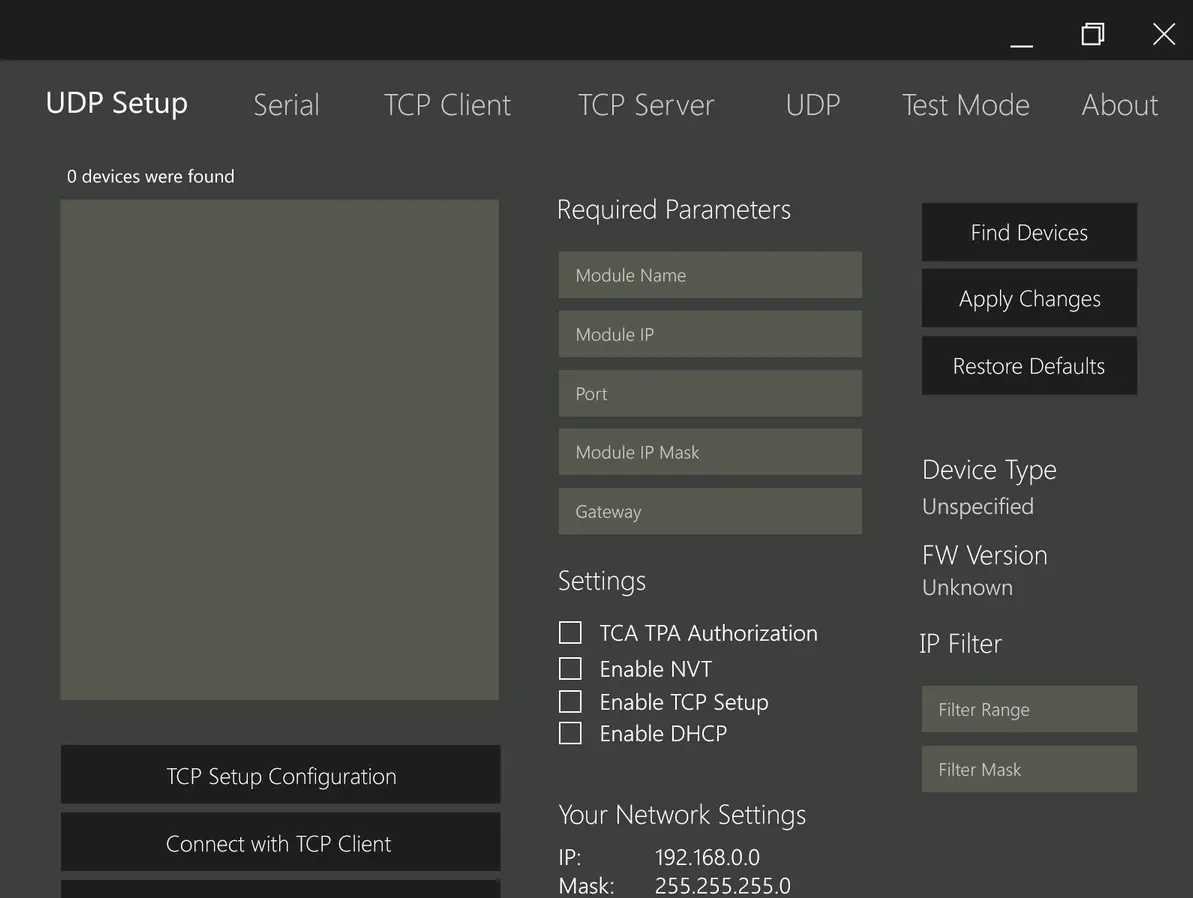 UDP Setup Serial TCP Client TCP Server UDP Test Mode About
0 devices were found
Required Parameters
Module Name
Module IP
Port
Module IP Mask
Gateway
Settings
TCA TPA Authorization
Enable NVT
Enable TCP Setup
Enable DHCP
Your Network Settings
IP: 192.168.0.0
Mask: 255.255.255.0
Find Devices
Apply Changes
Restore Defaults
Device Type
Unspecified
FW Version
Unknown
IP Filter
Filter Range
Filter Mask
TCP Setup Configuration
Connect with TCP Client